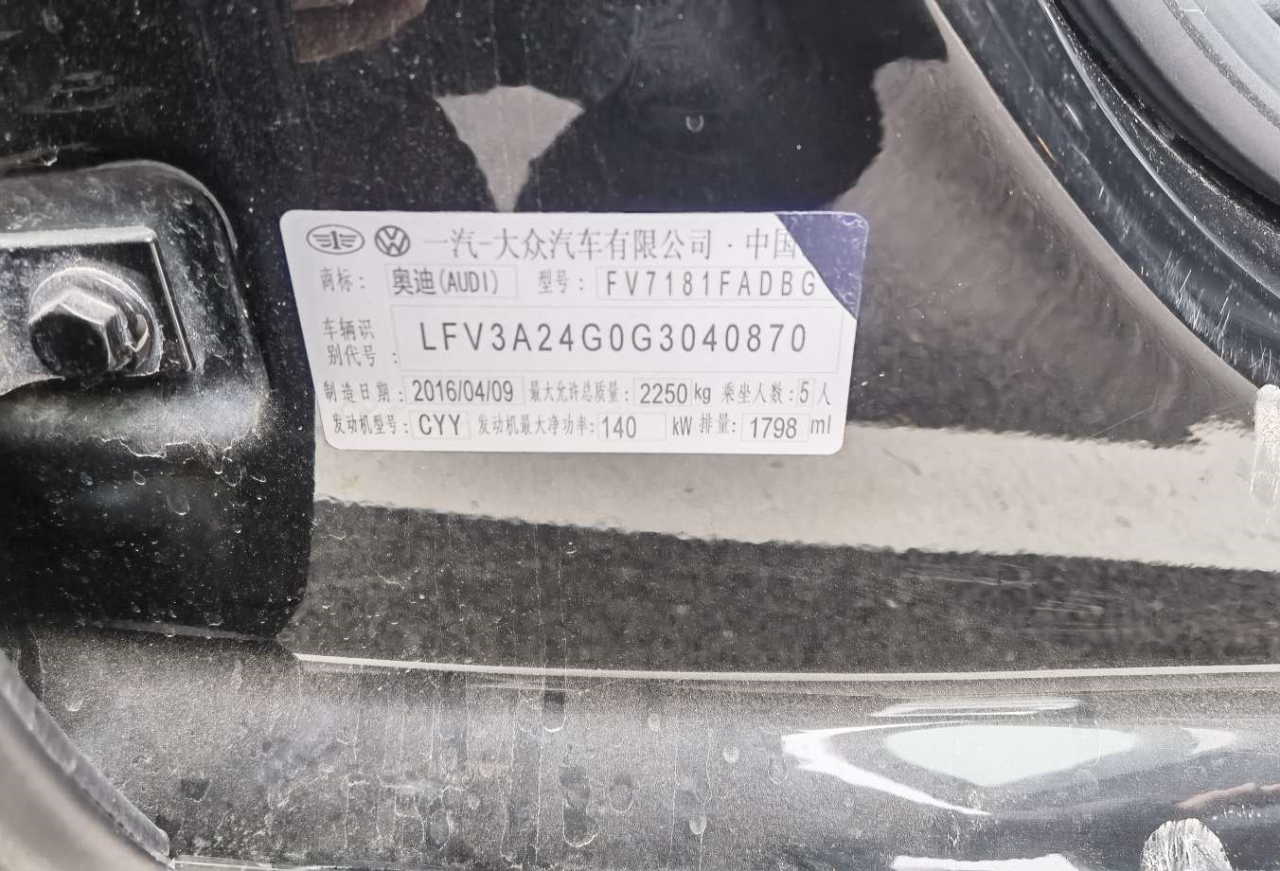 一汽-大众汽车有限公司·中国
商标: 奥迪(AUDI) 型号: FV7181FADBG
车辆识别代号: LFV3A24G0G3040870
制造日期: 2016/04/09 最大允许总质量: 2250 kg 乘坐人数: 5 人
发动机型号: CYY 发动机最大净功率: 140 kW 排量: 1798 ml